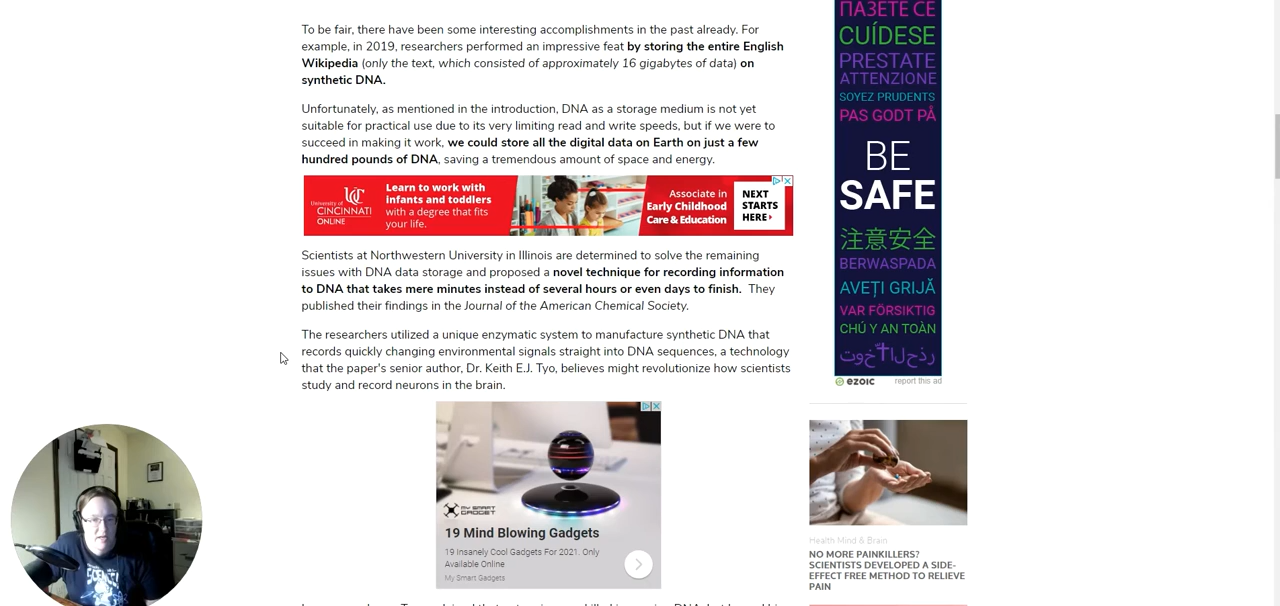 To be fair, there have been some interesting accomplishments in the past already. For
example, in 2019, researchers performed an impressive feat by storing the entire English
Wikipedia (only the text, which consisted of approximately 16 gigabytes of data) on
synthetic DNA.
Unfortunately, as mentioned in the introduction, DNA as a storage medium is not yet
suitable for practical use due to its very limiting read and write speeds, but if we were to
succeed in making it work, we could store all the digital data on Earth on just a few
hundred pounds of DNA, saving a tremendous amount of space and energy.
University of
CINCINNATI
ONLINE
Learn to work with
infants and toddlers
with a degree that fits
your life.
Associate in
Early Childhood
Care & Education
NEXT
STARTS
HERE
Scientists at Northwestern University in Illinois are determined to solve the remaining
issues with DNA data storage and proposed a novel technique for recording information
to DNA that takes mere minutes instead of several hours or even days to finish. They
published their findings in the Journal of the American Chemical Society.
The researchers utilized a unique enzymatic system to manufacture synthetic DNA that
records quickly changing environmental signals straight into DNA sequences, a technology
that the paper's senior author, Dr. Keith E.J. Tyo, believes might revolutionize how scientists
study and record neurons in the brain.
MY SMART
GADGET
19 Mind Blowing Gadgets
19 Insanely Cool Gadgets For 2021. Only
Available Online
My Smart Gadgets
ПАЗЕТЕ СЕ
CUÍDESE
PRESTATE
ATTENZIONE
SOYEZ PRUDENTS
PAS GODT PÅ
BE
SAFE
注意安全
BERWASPADA
AVEȚI GRIJĂ
VAR FÖRSIKTIG
CHÚ Ý AN TOÀN
ezoic
report this ad
Health Mind & Brain
NO MORE PAINKILLERS?
SCIENTISTS DEVELOPED A SIDE-
EFFECT FREE METHOD TO RELIEVE
PAIN